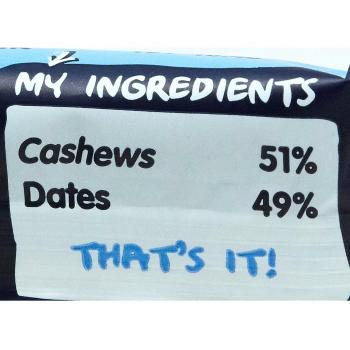 MY INGREDIENTS
Cashews 51%
Dates 49%
THAT'S IT!